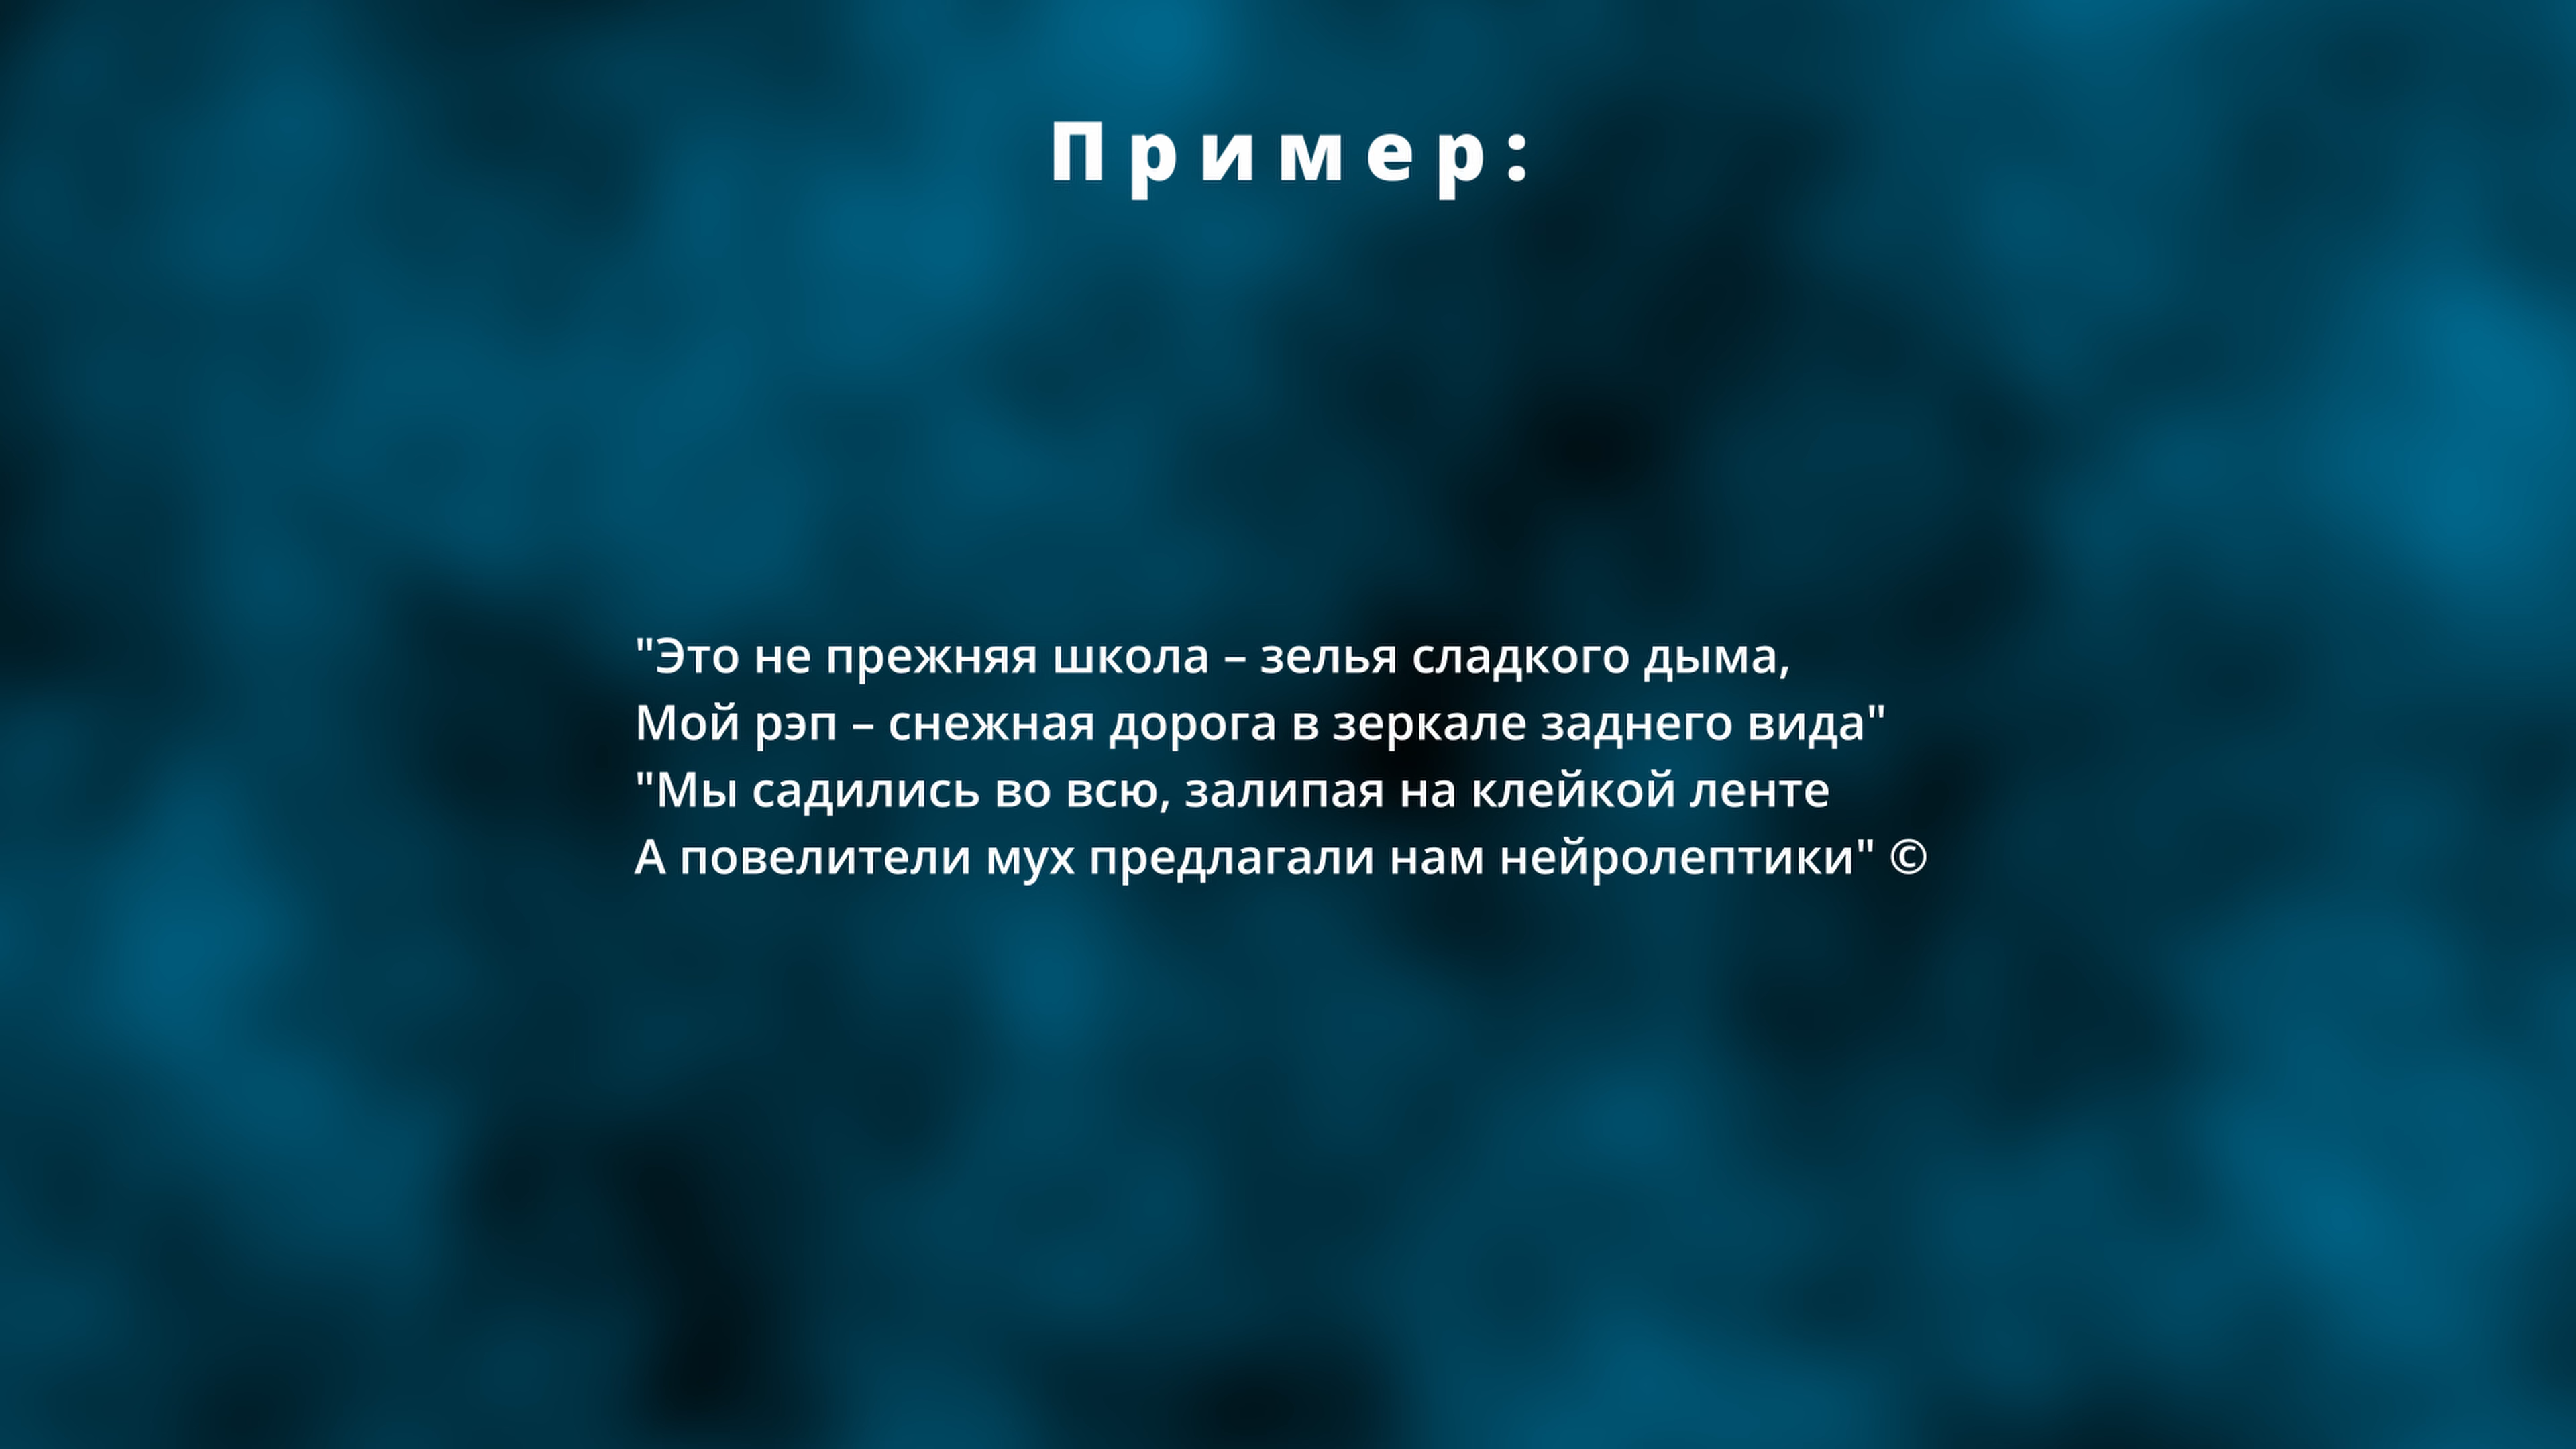 Пример:
"Это не прежняя школа – зелья сладкого дыма,
Мой рэп – снежная дорога в зеркале заднего вида"
"Мы садились во всю, залипая на клейкой ленте
А повелители мух предлагали нам нейролептики" ©